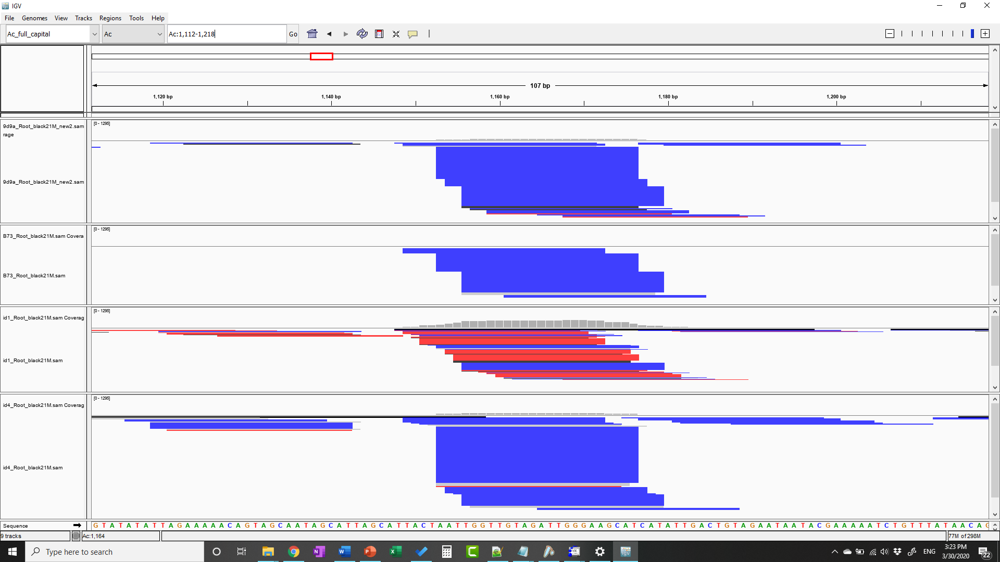 IGV
File Genomes View Tracks Regions Tools Help
Ac_full_capital Ac Ac:1,112-1,218 Go
107 bp
1,120 bp 1,140 bp 1,160 bp 1,180 bp 1,200 bp
9d9a_Root_black21M_new2.sam
rage
[0 - 1295]
9d9a_Root_black21M_new2.sam
B73_Root_black21M.sam Covera
[0 - 1295]
B73_Root_black21M.sam
id1_Root_black21M.sam Coverag
[0 - 1295]
id1_Root_black21M.sam
id4_Root_black21M.sam Coverag
[0 - 1295]
id4_Root_black21M.sam
Sequence G T A T A T A T T A G A A A A A C A G T A G C A A T A G C A T T A G C A T T A C T A A T T G G T T G T A G A T T G G G A A G C A T C A T A T T G A C T G T A G A A T A A T A C G A A A A A T C T G T T T A T A A C A G
9 tracks Ac:1,164 77M of 298M
Type here to search ENG 3:23 PM
3/30/2020 22